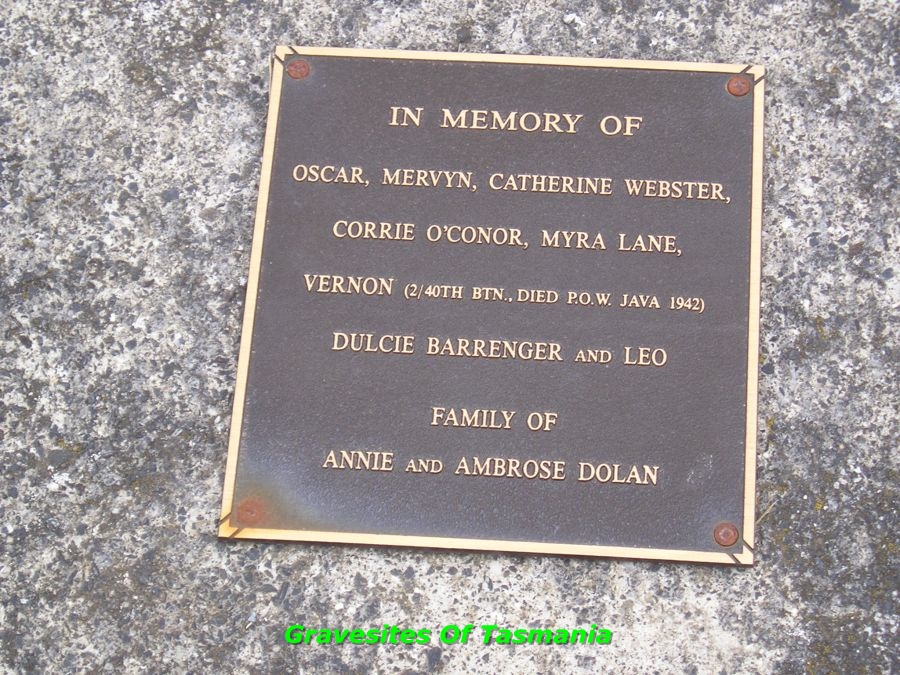 IN MEMORY OF
OSCAR, MERVYN, CATHERINE WEBSTER,
CORRIE O'CONOR, MYRA LANE,
VERNON (2/40TH BTN., DIED P.O.W. JAVA 1942)
DULCIE BARRENGER AND LEO
FAMILY OF
ANNIE AND AMBROSE DOLAN
Gravesites Of Tasmania